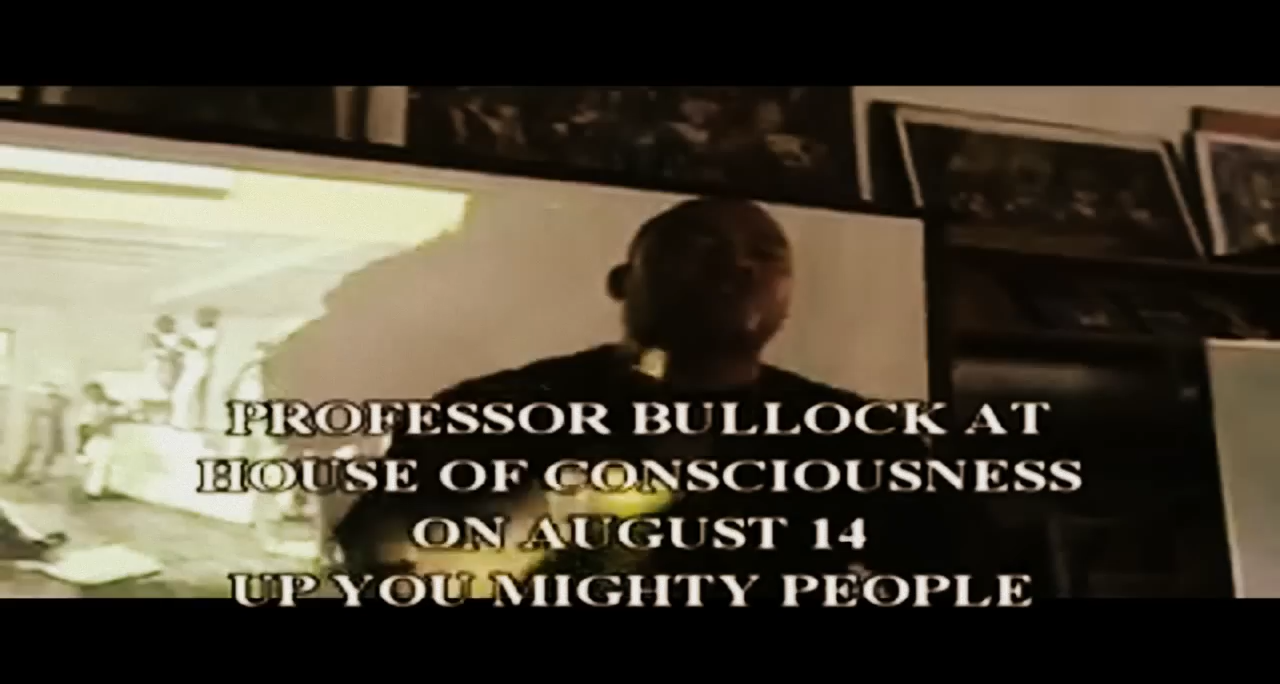 PROFESSOR BULLOCK AT
HOUSE OF CONSCIOUSNESS
ON AUGUST 14
UP YOU MIGHTY PEOPLE